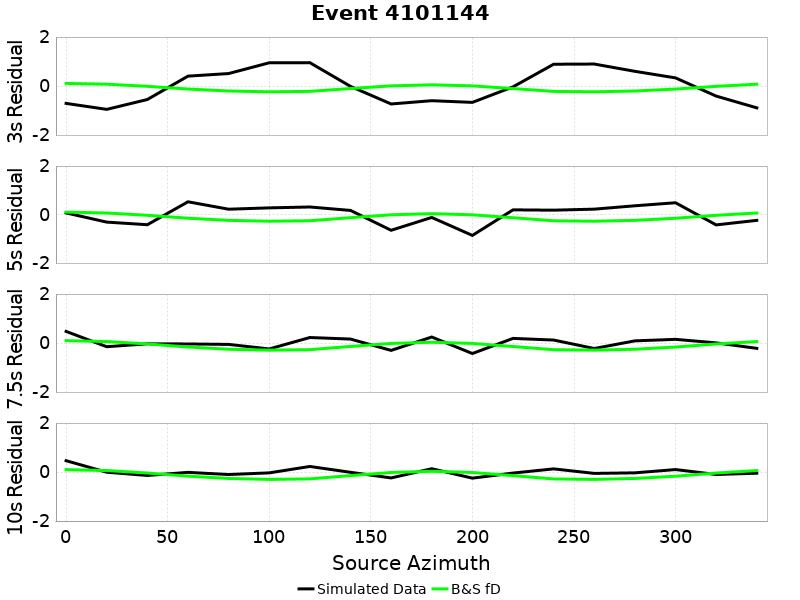 Event 4101144
3s Residual
2
0
-2
5s Residual
2
0
-2
7.5s Residual
2
0
-2
10s Residual
2
0
-2
0 50 100 150 200 250 300
Source Azimuth
Simulated Data B&S fD